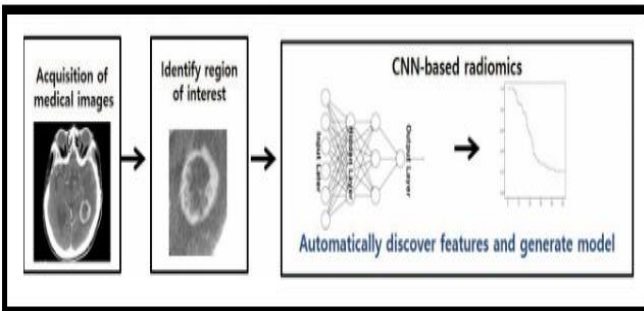 Acquisition of
medical images
Identify region
of interest
CNN-based radiomics
Input Layer
Hidden Layer
Output Layer
Automatically discover features and generate model